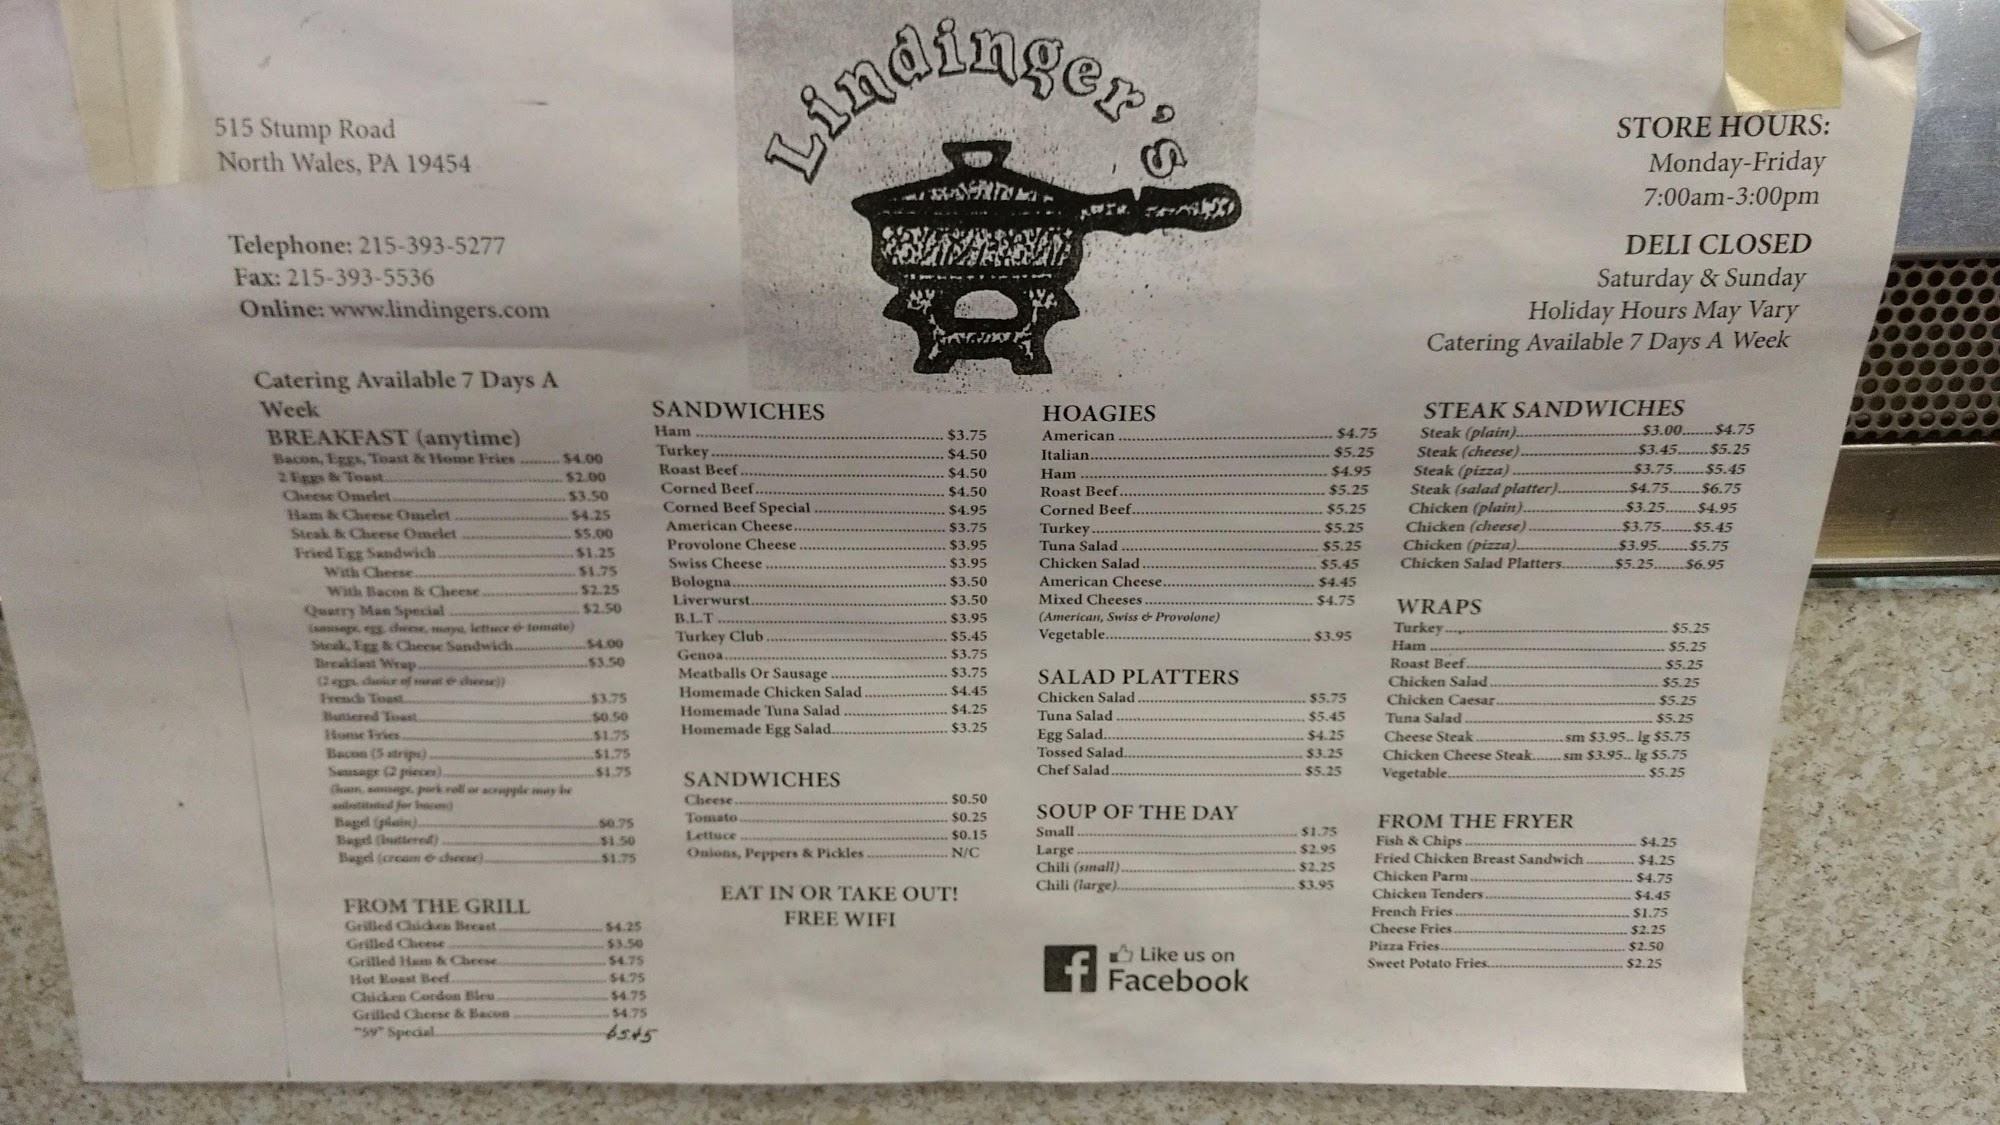 Lindinger's
515 Stump Road
North Wales, PA 19454
Telephone: 215-393-5277
Fax: 215-393-5536
Online: www.lindingers.com
STORE HOURS:
Monday-Friday
7:00am-3:00pm
DELI CLOSED
Saturday & Sunday
Holiday Hours May Vary
Catering Available 7 Days A Week
Catering Available 7 Days A
Week
BREAKFAST (anytime)
Bacon, Eggs, Toast & Home Fries ......... $4.00
2 Eggs & Toast......... $2.00
Cheese Omelet......... $3.50
Ham & Cheese Omelet ......... $4.25
Steak & Cheese Omelet ......... $5.00
Fried Egg Sandwich ......... $1.25
With Cheese......... $1.75
With Bacon & Cheese ......... $2.25
Quarry Man Special ......... $2.50
(sausage, egg, cheese, mayo, lettuce & tomato)
Steak, Egg & Cheese Sandwich......... $4.00
Breakfast Wrap......... $3.50
(2 eggs, choice of meat & cheese))
French Toast......... $3.75
Buttered Toast......... $0.50
Home Fries......... $1.75
Bacon (5 strips)......... $1.75
Sausage (2 pieces)......... $1.75
(ham, sausage, pork roll or scrapple may be
substituted for bacon)
Bagel (plain)......... $0.75
Bagel (buttered)......... $1.50
Bagel (cream & cheese)......... $1.75
FROM THE GRILL
Grilled Chicken Breast......... $4.25
Grilled Cheese ......... $3.50
Grilled Ham & Cheese......... $4.75
Hot Roast Beef......... $4.75
Chicken Cordon Bleu......... $4.75
Grilled Cheese & Bacon ......... $4.75
"59" Special......... $5.45
SANDWICHES
Ham ......... $3.75
Turkey......... $4.50
Roast Beef......... $4.50
Corned Beef......... $4.50
Corned Beef Special ......... $4.95
American Cheese......... $3.75
Provolone Cheese ......... $3.95
Swiss Cheese ......... $3.95
Bologna......... $3.50
Liverwurst......... $3.50
B.L.T ......... $3.95
Turkey Club ......... $5.45
Genoa......... $3.75
Meatballs Or Sausage ......... $3.75
Homemade Chicken Salad ......... $4.45
Homemade Tuna Salad ......... $4.25
Homemade Egg Salad......... $3.25
SANDWICHES
Cheese......... $0.50
Tomato......... $0.25
Lettuce ......... $0.15
Onions, Peppers & Pickles ......... N/C
EAT IN OR TAKE OUT!
FREE WIFI
HOAGIES
American ......... $4.75
Italian......... $5.25
Ham ......... $4.95
Roast Beef......... $5.25
Corned Beef......... $5.25
Turkey......... $5.25
Tuna Salad ......... $5.25
Chicken Salad ......... $5.45
American Cheese......... $4.45
Mixed Cheeses ......... $4.75
(American, Swiss & Provolone)
Vegetable......... $3.95
SALAD PLATTERS
Chicken Salad ......... $5.75
Tuna Salad ......... $5.45
Egg Salad......... $4.25
Tossed Salad......... $3.25
Chef Salad......... $5.25
SOUP OF THE DAY
Small ......... $1.75
Large ......... $2.95
Chili (small)......... $2.25
Chili (large)......... $3.95
Like us on
Facebook
STEAK SANDWICHES
Steak (plain)......... $3.00....... $4.75
Steak (cheese)......... $3.45....... $5.25
Steak (pizza) ......... $3.75....... $5.45
Steak (salad platter)......... $4.75....... $6.75
Chicken (plain)......... $3.25....... $4.95
Chicken (cheese) ......... $3.75....... $5.45
Chicken (pizza)......... $3.95....... $5.75
Chicken Salad Platters......... $5.25....... $6.95
WRAPS
Turkey......... $5.25
Ham ......... $5.25
Roast Beef......... $5.25
Chicken Salad......... $5.25
Chicken Caesar......... $5.25
Tuna Salad ......... $5.25
Cheese Steak ......... sm $3.95.. lg $5.75
Chicken Cheese Steak....... sm $3.95.. lg $5.75
Vegetable......... $5.25
FROM THE FRYER
Fish & Chips ......... $4.25
Fried Chicken Breast Sandwich ......... $4.25
Chicken Parm ......... $4.75
Chicken Tenders ......... $4.45
French Fries ......... $1.75
Cheese Fries......... $2.25
Pizza Fries......... $2.50
Sweet Potato Fries......... $2.25